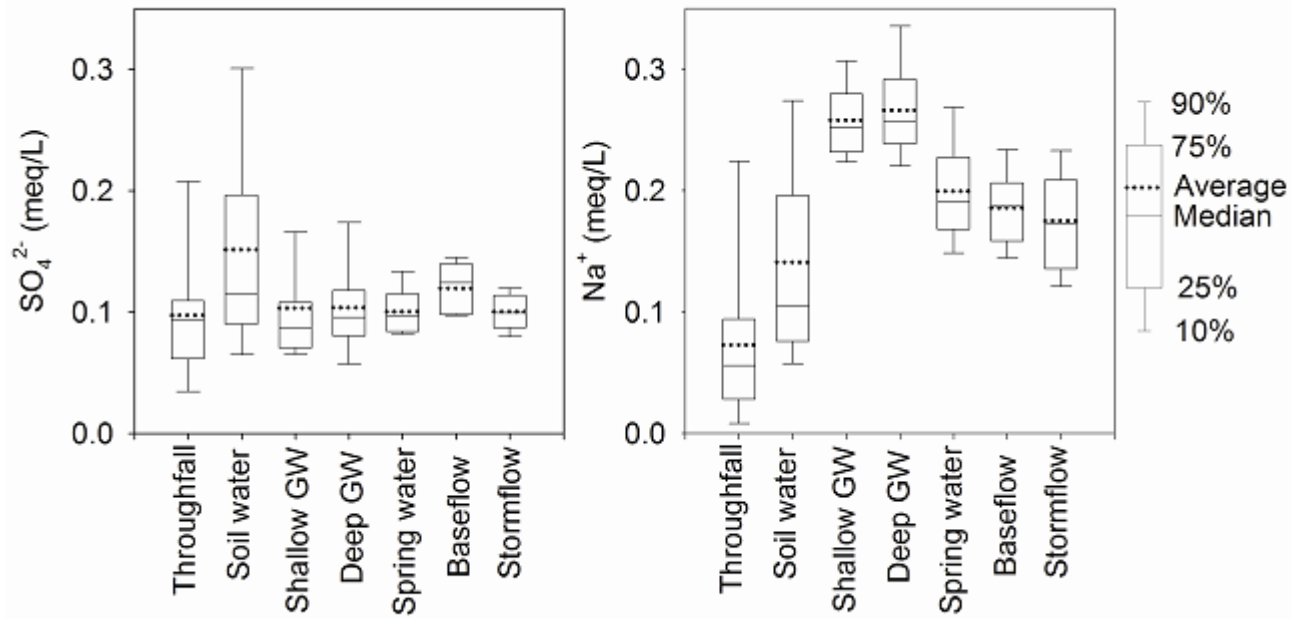 SO₄²⁻ (meq/L)
0.3
0.2
0.1
0.0
Throughfall
Soil water
Shallow GW
Deep GW
Spring water
Baseflow
Stormflow
Na⁺ (meq/L)
0.3
0.2
0.1
0.0
Throughfall
Soil water
Shallow GW
Deep GW
Spring water
Baseflow
Stormflow
90%
75%
Average
Median
25%
10%